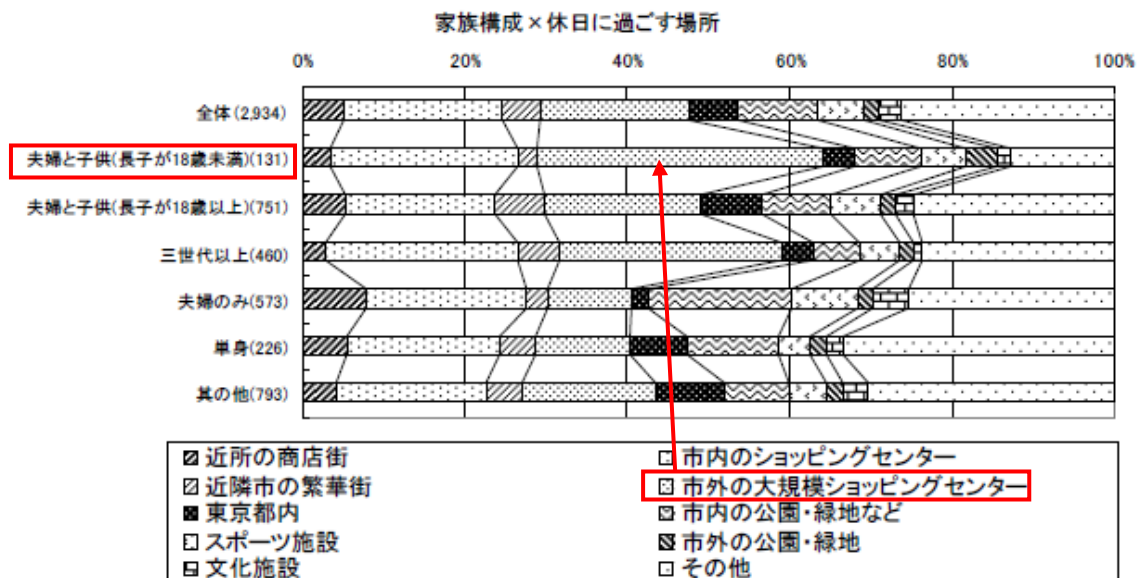 家族構成×休日に過ごす場所
0% 20% 40% 60% 80% 100%
全体(2,934)
夫婦と子供(長子が18歳未満)(131)
夫婦と子供(長子が18歳以上)(751)
三世代以上(460)
夫婦のみ(573)
単身(226)
其の他(793)
近所の商店街 市内のショッピングセンター
近隣市の繁華街 市外の大規模ショッピングセンター
東京都内 市内の公園・緑地など
スポーツ施設 市外の公園・緑地
文化施設 その他